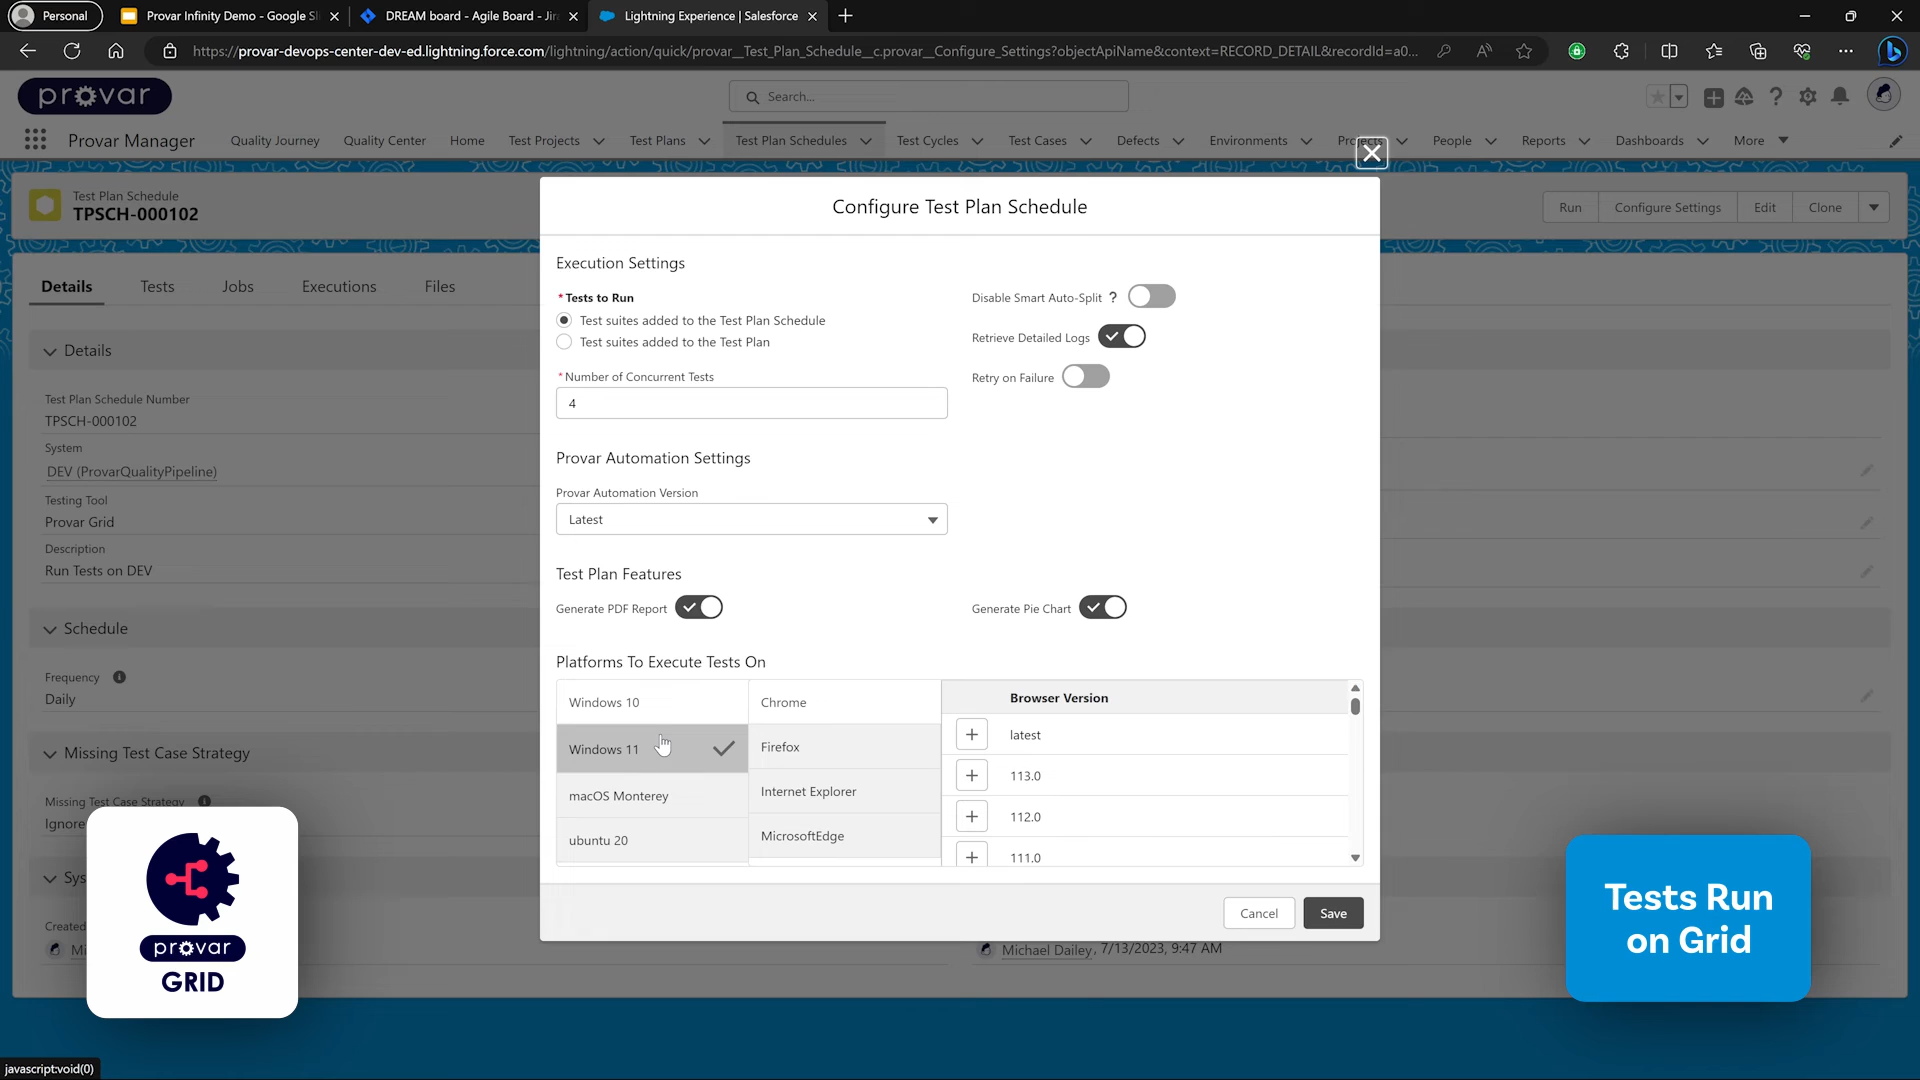 Personal
Provar Infinity Demo - Google Sl
DREAM board - Agile Board - Jira
Lightning Experience | Salesforce
https://provar-devops-center-dev-ed.lightning.force.com/lightning/action/quick/provar__Test_Plan_Schedule__c.provar__Configure_Settings?objectApiName&context=RECORD_DETAIL&recordId=a0...
provar
Search...
Provar Manager
Quality Journey
Quality Center
Home
Test Projects
Test Plans
Test Plan Schedules
Test Cycles
Test Cases
Defects
Environments
Projects
People
Reports
Dashboards
More
Test Plan Schedule
TPSCH-000102
Run
Configure Settings
Edit
Clone
Details
Tests
Jobs
Executions
Files
Details
Test Plan Schedule Number
TPSCH-000102
System
DEV (ProvarQualityPipeline)
Testing Tool
Provar Grid
Description
Run Tests on DEV
Schedule
Frequency
Daily
Missing Test Case Strategy
Missing Test Case Strategy
Ignore
Sys
Created
Mi
Michael Dailey, 7/13/2023, 9:47 AM
Configure Test Plan Schedule
Execution Settings
*Tests to Run
Test suites added to the Test Plan Schedule
Test suites added to the Test Plan
*Number of Concurrent Tests
4
Disable Smart Auto-Split ?
Retrieve Detailed Logs
Retry on Failure
Provar Automation Settings
Provar Automation Version
Latest
Test Plan Features
Generate PDF Report
Generate Pie Chart
Platforms To Execute Tests On
Windows 10
Windows 11
macOS Monterey
ubuntu 20
Chrome
Firefox
Internet Explorer
MicrosoftEdge
Browser Version
latest
113.0
112.0
111.0
Cancel
Save
provar
GRID
Tests Run
on Grid
javascript:void(0)